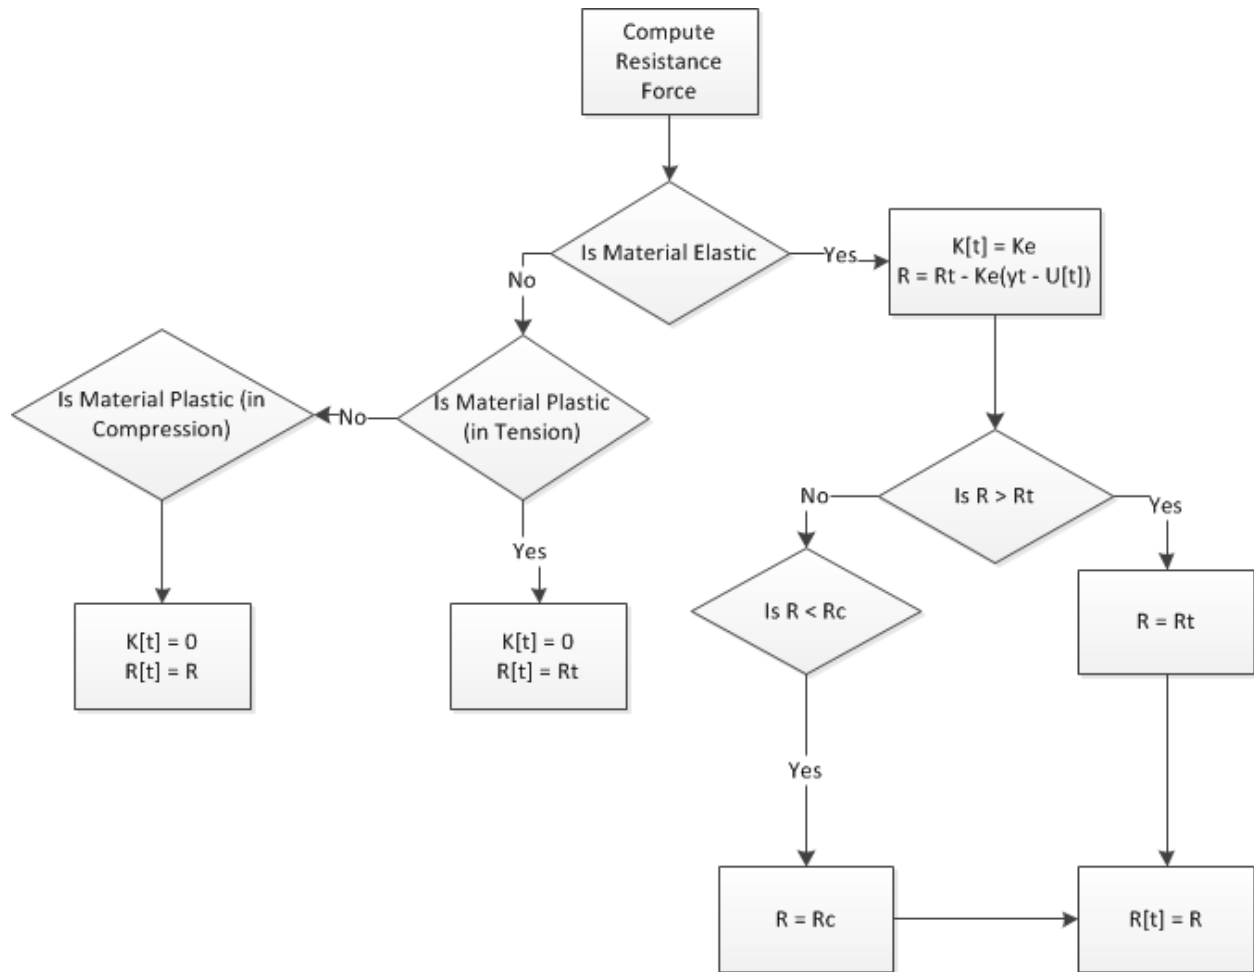 Compute
Resistance
Force
Is Material Elastic
Yes
K[t] = Ke
R = Rt - Ke(yt - U[t])
No
Is Material Plastic (in
Compression)
No
Is Material Plastic
(in Tension)
No
Is R > Rt
Yes
Yes
Is R < Rc
R = Rt
K[t] = 0
R[t] = R
K[t] = 0
R[t] = Rt
Yes
R = Rc
R[t] = R